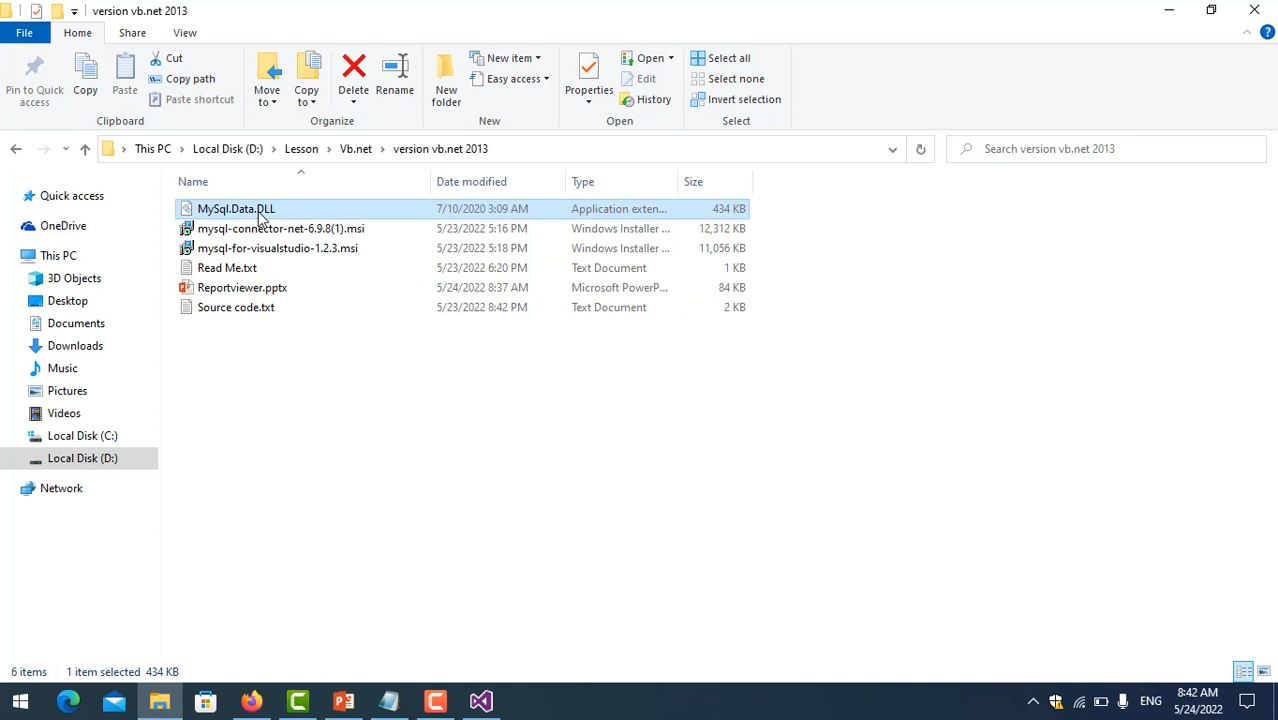 version vb.net 2013
File
Home
Share
View
Pin to Quick access
Copy
Paste
Cut
Copy path
Paste shortcut
Clipboard
Move to
Copy to
Delete
Rename
Organize
New folder
New item
Easy access
New
Properties
Open
Edit
History
Open
Select all
Select none
Invert selection
Select
This PC
Local Disk (D:)
Lesson
Vb.net
version vb.net 2013
Search version vb.net 2013
Name
Date modified
Type
Size
Quick access
OneDrive
This PC
3D Objects
Desktop
Documents
Downloads
Music
Pictures
Videos
Local Disk (C:)
Local Disk (D:)
Network
MySql.Data.DLL 7/10/2020 3:09 AM Application exten... 434 KB
mysql-connector-net-6.9.8(1).msi 5/23/2022 5:16 PM Windows Installer ... 12,312 KB
mysql-for-visualstudio-1.2.3.msi 5/23/2022 5:18 PM Windows Installer ... 11,056 KB
Read Me.txt 5/23/2022 6:20 PM Text Document 1 KB
Reportviewer.pptx 5/24/2022 8:37 AM Microsoft PowerP... 84 KB
Source code.txt 5/23/2022 8:42 PM Text Document 2 KB
6 items 1 item selected 434 KB
ENG
8:42 AM
5/24/2022